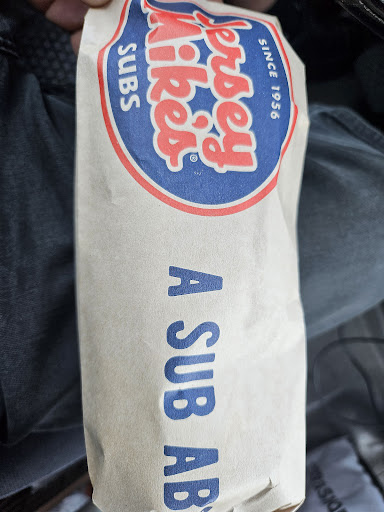 SINCE 1956
Jersey
Mike's®
SUBS
A SUB AB